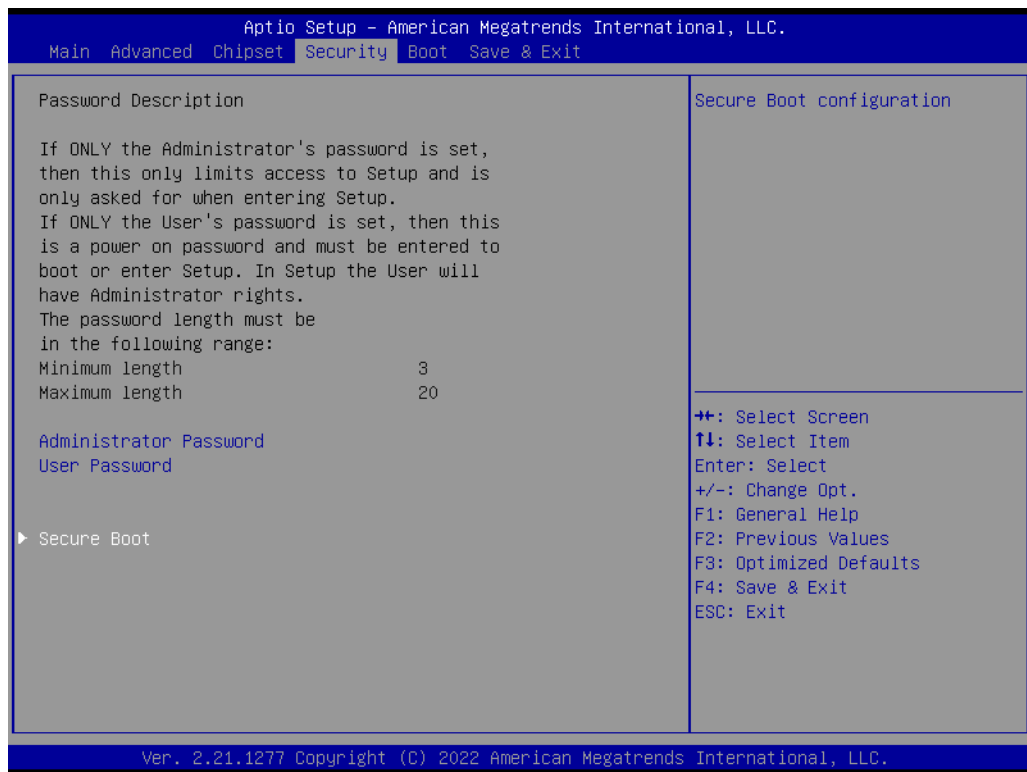 Aptio Setup – American Megatrends International, LLC.
Main Advanced Chipset Security Boot Save & Exit
Password Description
If ONLY the Administrator's password is set,
then this only limits access to Setup and is
only asked for when entering Setup.
If ONLY the User's password is set, then this
is a power on password and must be entered to
boot or enter Setup. In Setup the User will
have Administrator rights.
The password length must be
in the following range:
Minimum length 3
Maximum length 20
Administrator Password
User Password
▶ Secure Boot
Secure Boot configuration
→←: Select Screen
↑↓: Select Item
Enter: Select
+/-: Change Opt.
F1: General Help
F2: Previous Values
F3: Optimized Defaults
F4: Save & Exit
ESC: Exit
Ver. 2.21.1277 Copyright (C) 2022 American Megatrends International, LLC.